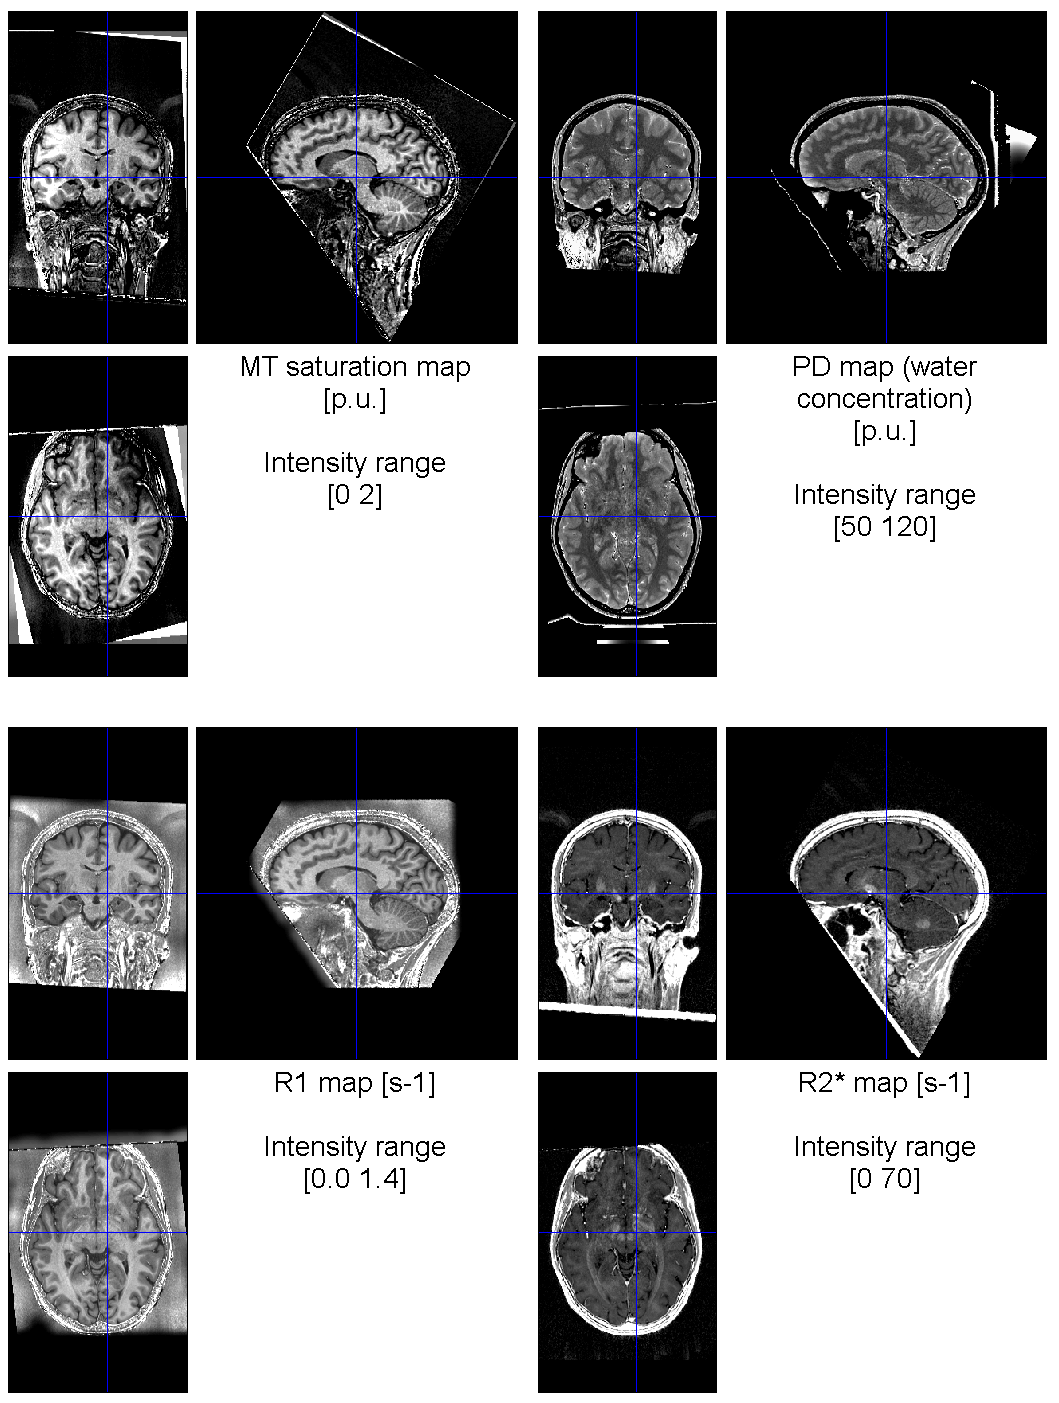 MT saturation map
[p.u.]
Intensity range
[0 2]
PD map (water
concentration)
[p.u.]
Intensity range
[50 120]
R1 map [s-1]
Intensity range
[0.0 1.4]
R2* map [s-1]
Intensity range
[0 70]